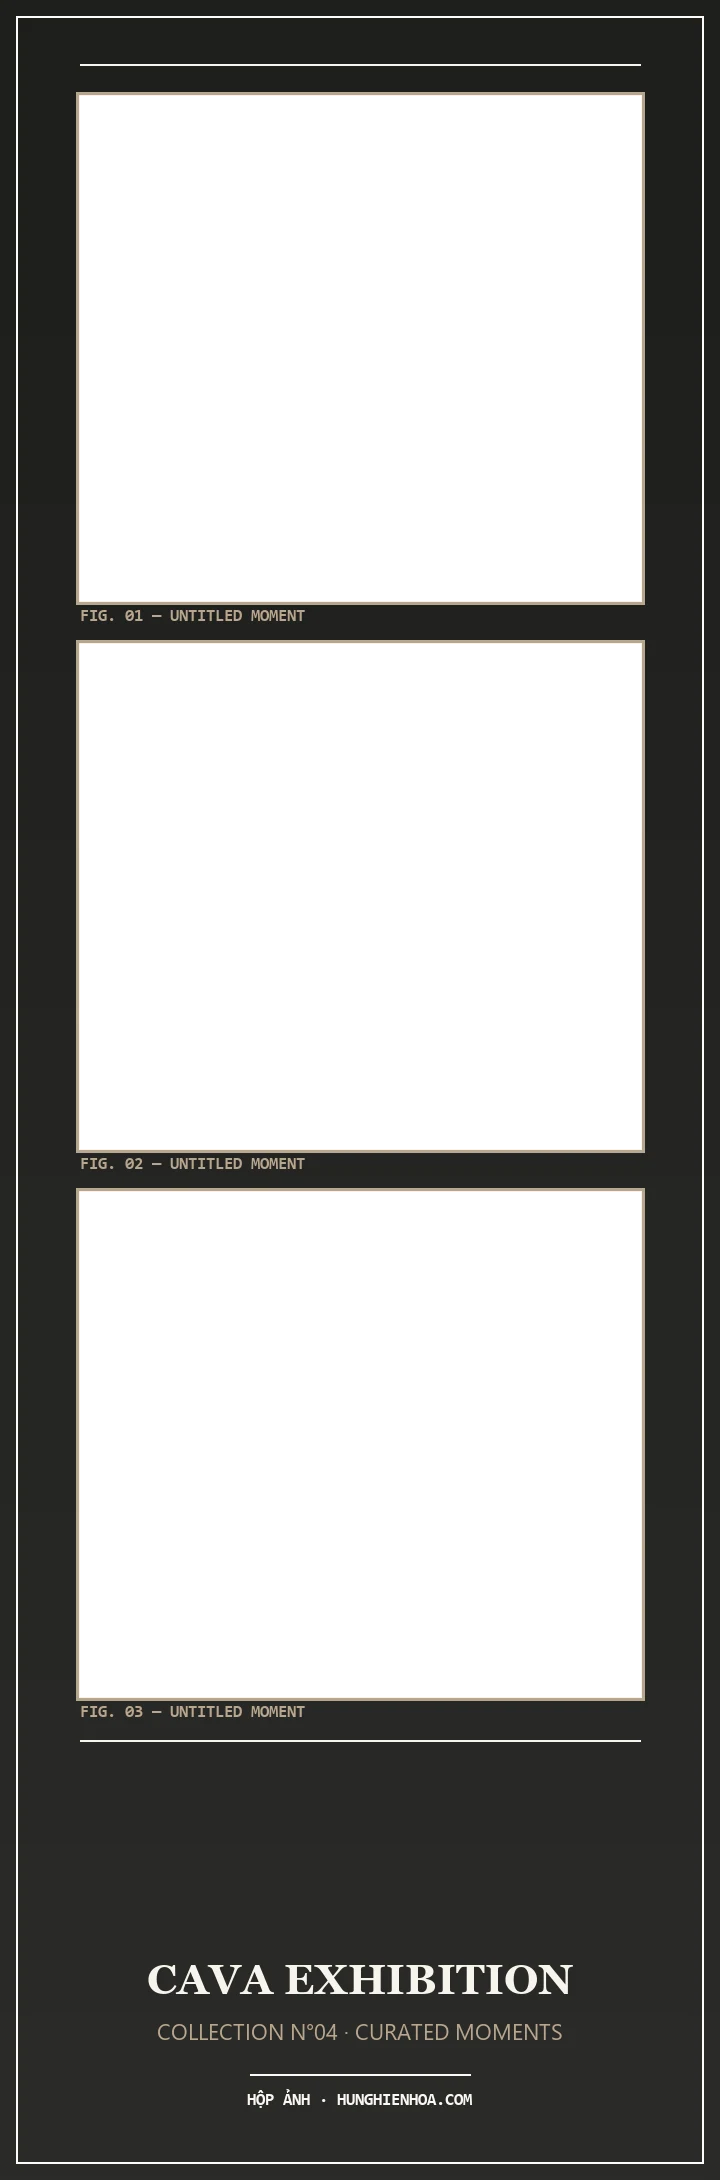 FIG. 01 — UNTITLED MOMENT
FIG. 02 — UNTITLED MOMENT
FIG. 03 — UNTITLED MOMENT
CAVA EXHIBITION
COLLECTION N°04 · CURATED MOMENTS
HỘP ẢNH · HUNGHIENHOA.COM